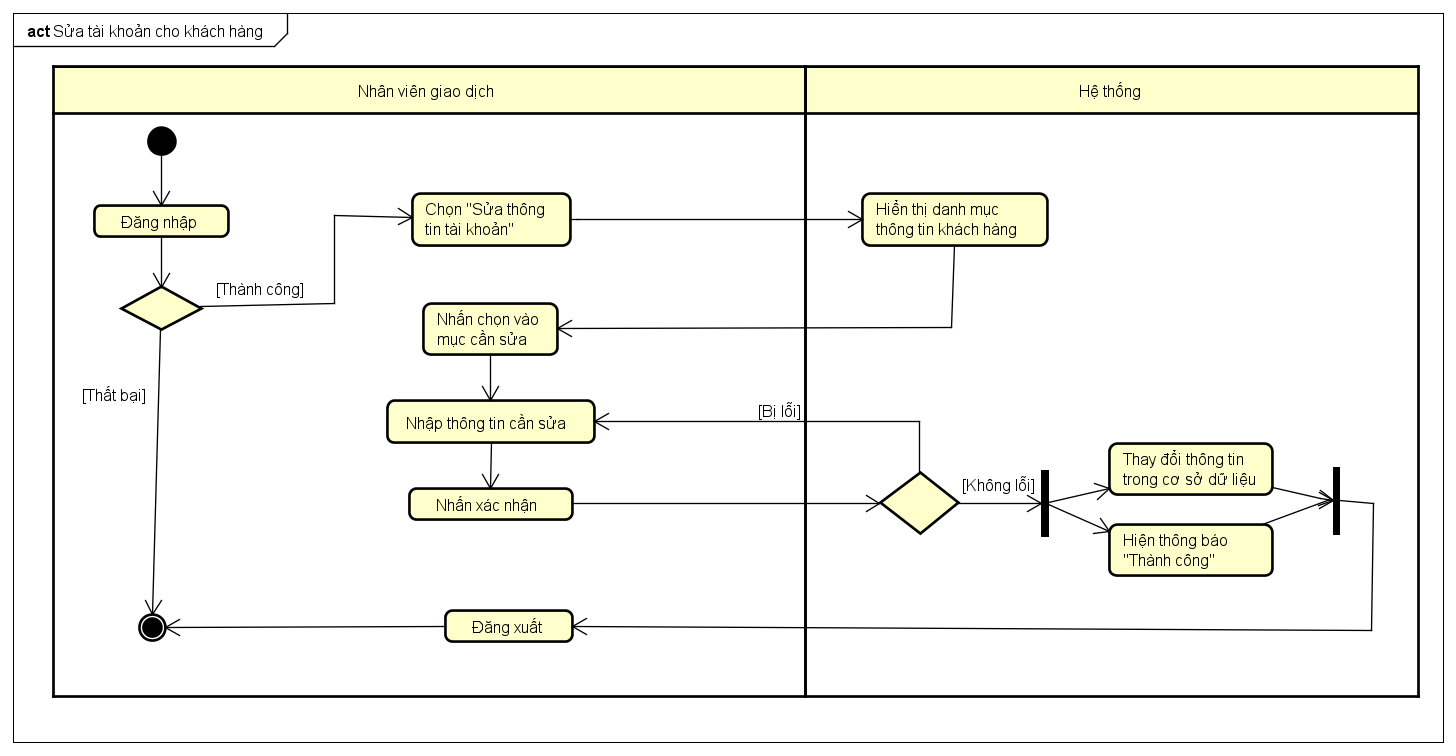 act Sửa tài khoản cho khách hàng
Nhân viên giao dịch
Hệ thống
Đăng nhập
Chọn "Sửa thông
tin tài khoản"
Hiển thị danh mục
thông tin khách hàng
[Thành công]
Nhấn chọn vào
mục cần sửa
[Thất bại]
Nhập thông tin cần sửa
[Bị lỗi]
Nhấn xác nhận
[Không lỗi]
Thay đổi thông tin
trong cơ sở dữ liệu
Hiện thông báo
"Thành công"
Đăng xuất